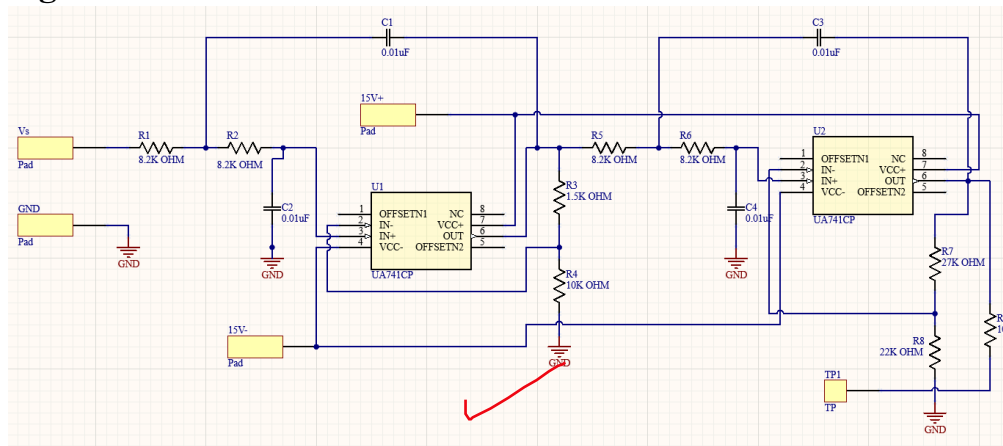 C1
0.01uF
C3
0.01uF
15V+
Pad
Vs
Pad
R1
8.2K OHM
R2
8.2K OHM
R5
8.2K OHM
R6
8.2K OHM
U2
1 OFFSETN1 NC 8
2 IN- VCC+ 7
3 IN+ OUT 6
4 VCC- OFFSETN2 5
UA741CP
GND
Pad
GND
C2
0.01uF
GND
U1
1 OFFSETN1 NC 8
2 IN- VCC+ 7
3 IN+ OUT 6
4 VCC- OFFSETN2 5
UA741CP
R3
1.5K OHM
R4
10K OHM
GND
C4
0.01uF
GND
R7
27K OHM
R8
22K OHM
GND
15V-
Pad
TP1
TP